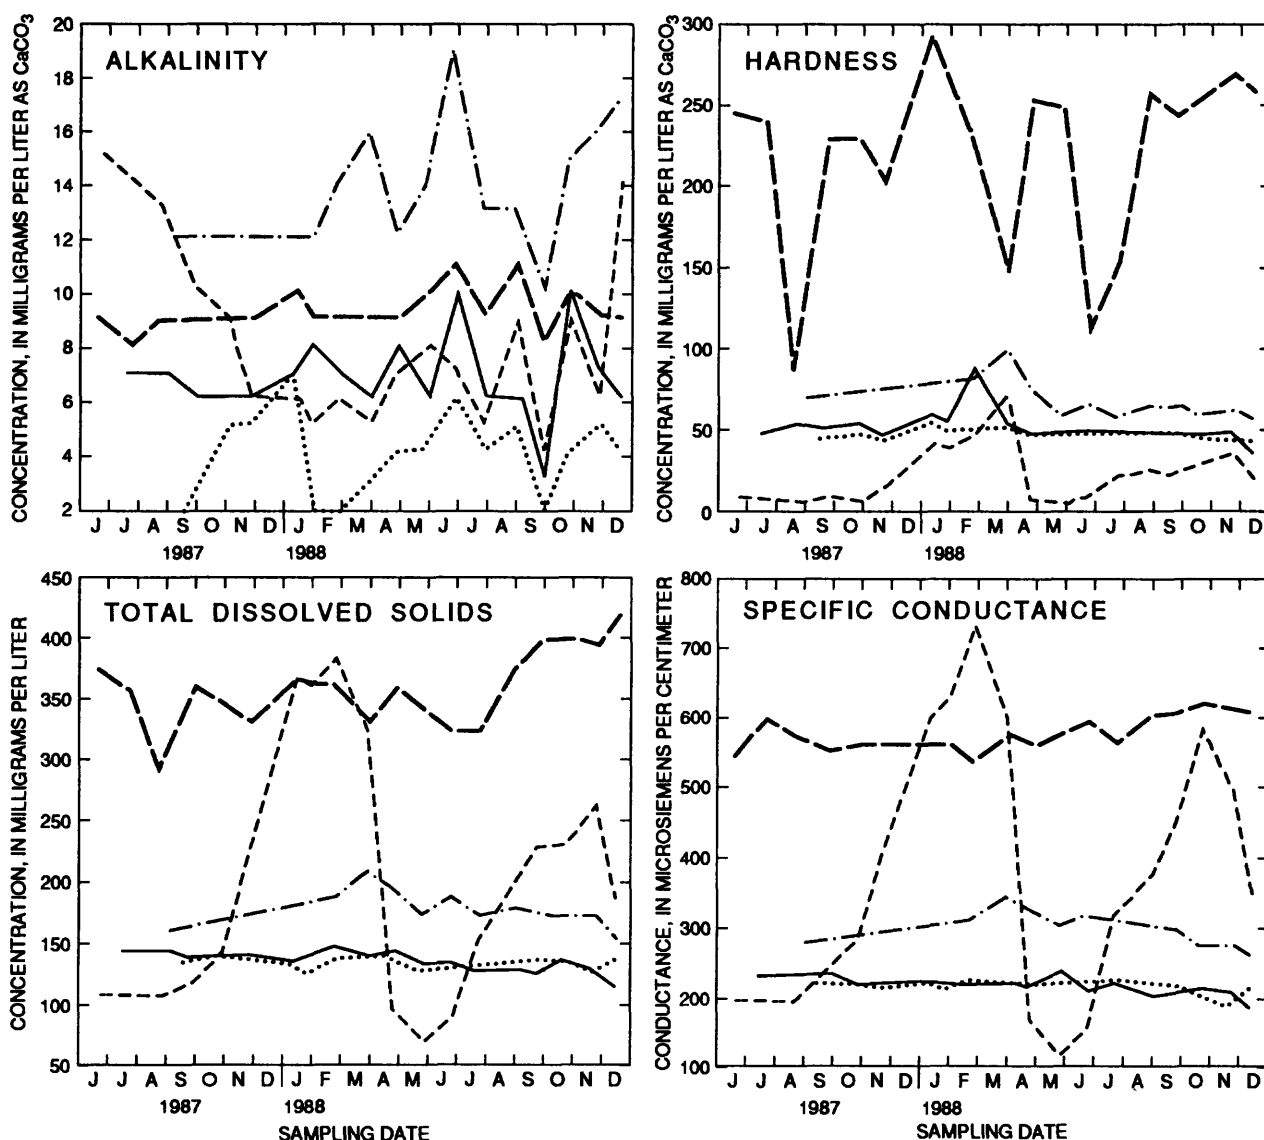 ALKALINITY
CONCENTRATION, IN MILLIGRAMS PER LITER AS CaCO₃
20
18
16
14
12
10
8
6
4
2
J J A S O N D J F M A M J J A S O N D
1987 1988
HARDNESS
CONCENTRATION, IN MILLIGRAMS PER LITER AS CaCO₃
300
250
200
150
100
50
0
J J A S O N D J F M A M J J A S O N D
1987 1988
TOTAL DISSOLVED SOLIDS
CONCENTRATION, IN MILLIGRAMS PER LITER
450
400
350
300
250
200
150
100
50
J J A S O N D J F M A M J J A S O N D
1987 1988
SAMPLING DATE
SPECIFIC CONDUCTANCE
CONDUCTANCE, IN MICROSIEMENS PER CENTIMETER
800
700
600
500
400
300
200
100
J J A S O N D J F M A M J J A S O N D
1987 1988
SAMPLING DATE